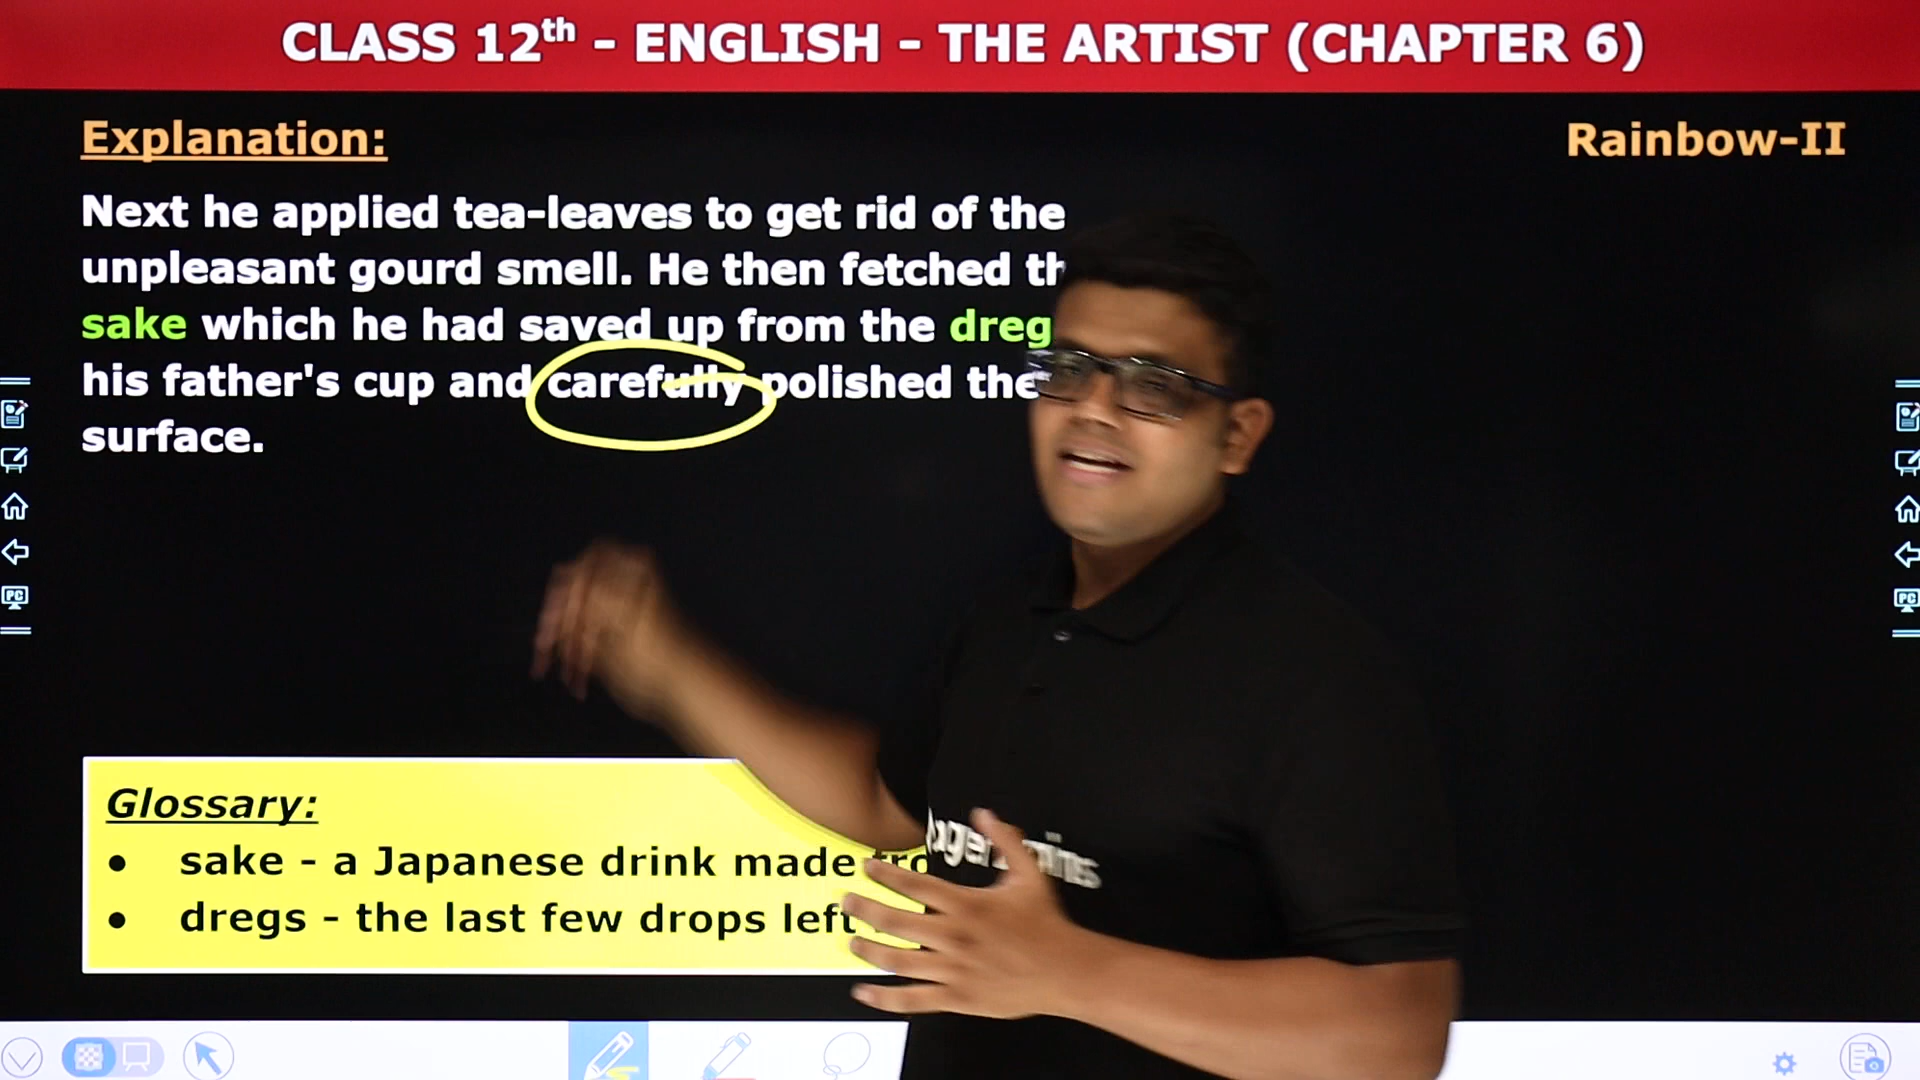 CLASS 12th - ENGLISH - THE ARTIST (CHAPTER 6)
Explanation:
Rainbow-II
Next he applied tea-leaves to get rid of the
unpleasant gourd smell. He then fetched
sake which he had saved up from the
his father's cup and carefully polished the
surface.
Glossary:
• sake - a Japanese drink made
• dregs - the last few drops left
PC
PC